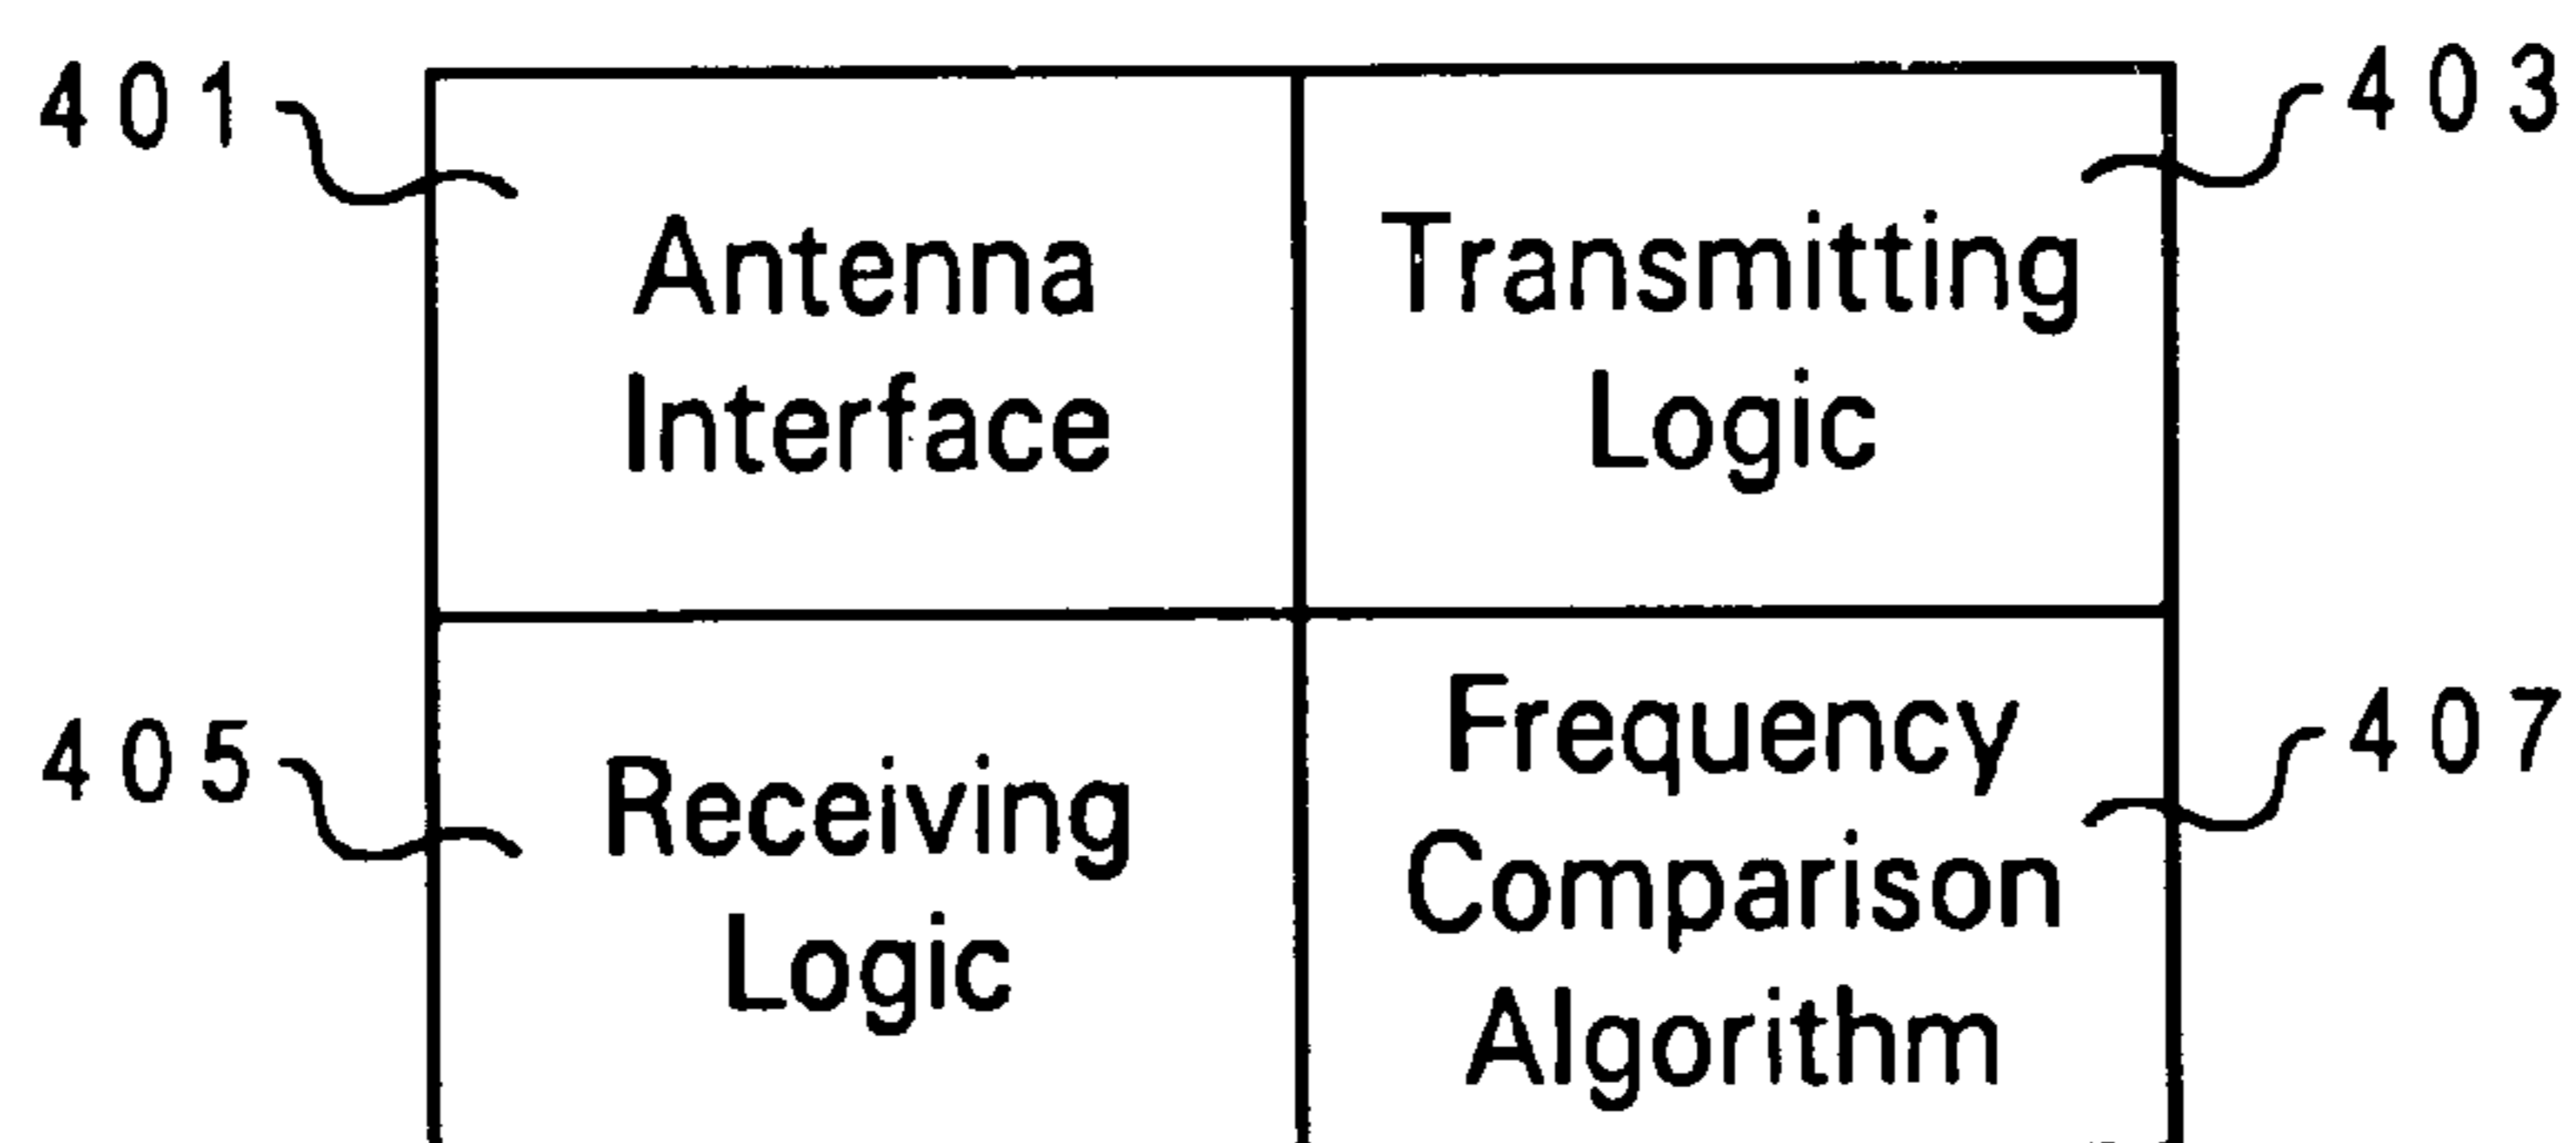 401
403
Antenna
Interface
Transmitting
Logic
405
407
Receiving
Logic
Frequency
Comparison
Algorithm